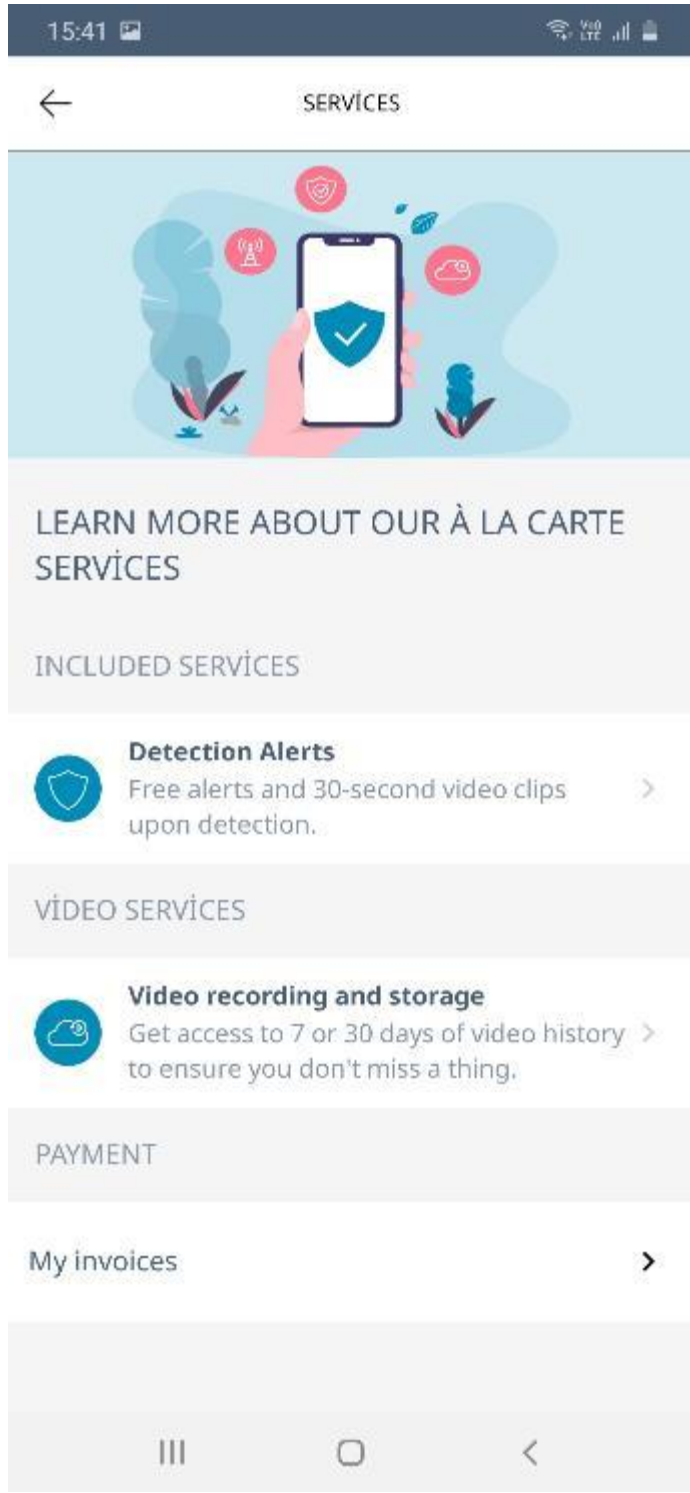 15:41
Vo)) LTE
SERVİCES
LEARN MORE ABOUT OUR À LA CARTE
SERVİCES
INCLUDED SERVİCES
Detection Alerts
Free alerts and 30-second video clips
upon detection.
VİDEO SERVİCES
Video recording and storage
Get access to 7 or 30 days of video history
to ensure you don't miss a thing.
PAYMENT
My invoices